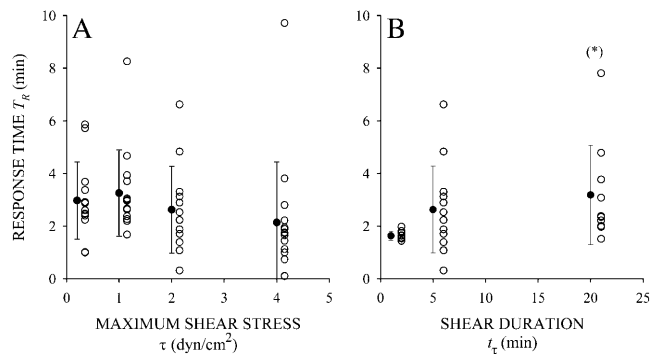 A
B
(*)
RESPONSE TIME T_R (min)
10
8
6
4
2
0
0 1 2 3 4 5
MAXIMUM SHEAR STRESS
τ (dyn/cm²)
10
8
6
4
2
0
0 5 10 15 20 25
SHEAR DURATION
t_τ (min)